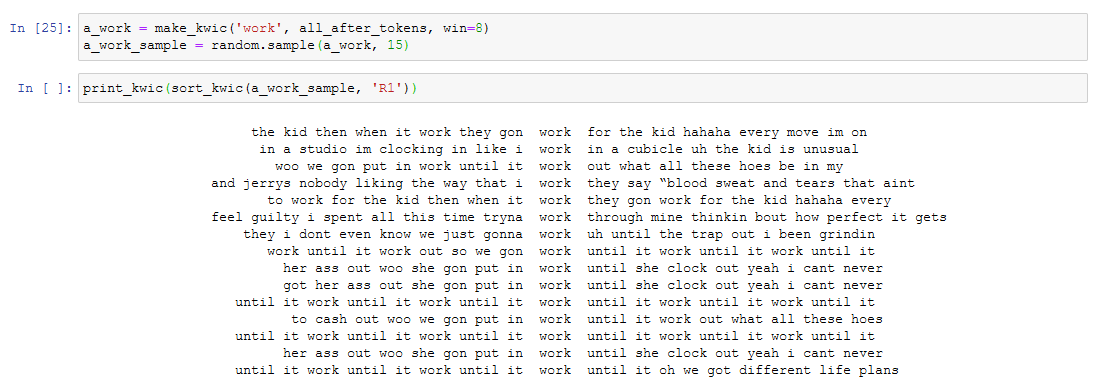 In [25]: a_work = make_kwic('work', all_after_tokens, win=8)
a_work_sample = random.sample(a_work, 15)
In [ ]: print_kwic(sort_kwic(a_work_sample, 'R1'))
the kid then when it work they gon work for the kid hahaha every move im on
in a studio im clocking in like i work in a cubicle uh the kid is unusual
woo we gon put in work until it work out what all these hoes be in my
and jerrys nobody liking the way that i work they say “blood sweat and tears that aint
to work for the kid then when it work they gon work for the kid hahaha every
feel guilty i spent all this time tryna work through mine thinkin bout how perfect it gets
they i dont even know we just gonna work uh until the trap out i been grindin
work until it work out so we gon work until it work until it work until it
her ass out woo she gon put in work until she clock out yeah i cant never
got her ass out she gon put in work until she clock out yeah i cant never
until it work until it work until it work until it work until it work until it
to cash out woo we gon put in work until it work out what all these hoes
until it work until it work until it work until it work until it work until it
her ass out woo she gon put in work until she clock out yeah i cant never
until it work until it work until it work until it oh we got different life plans